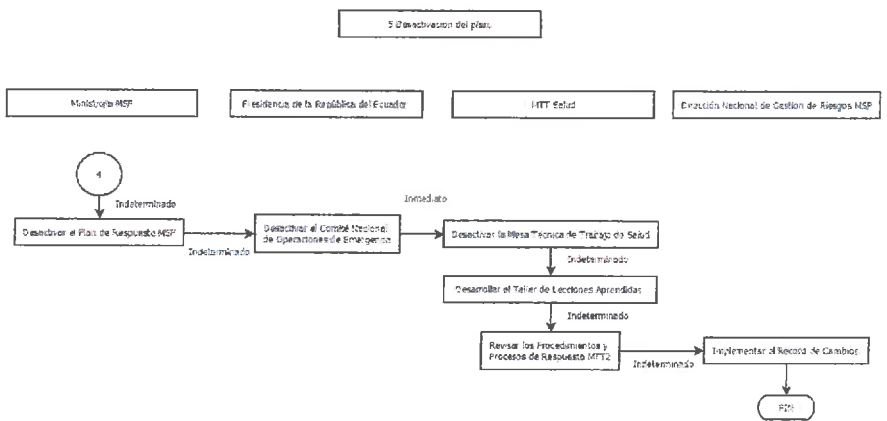 5 Desactivacion del plan
Ministro/a MSP
Presidencia de la República del Ecuador
MTT Salud
Dirección Nacional de Gestion de Riesgos MSP
4
Indeterminado
Desactivar el Plan de Respuesta MSP
Indeterminado
Desactivar el Comité Nacional
de Operaciones de Emergencia
Inmediato
Desactivar la Mesa Técnica de Trabajo de Salud
Indeterminado
Desarrollar el Taller de Lecciones Aprendidas
Indeterminado
Revisar los Procedimientos y
Procesos de Respuesta MTT2
Indeterminado
Implementar el Record de Cambios
FIN